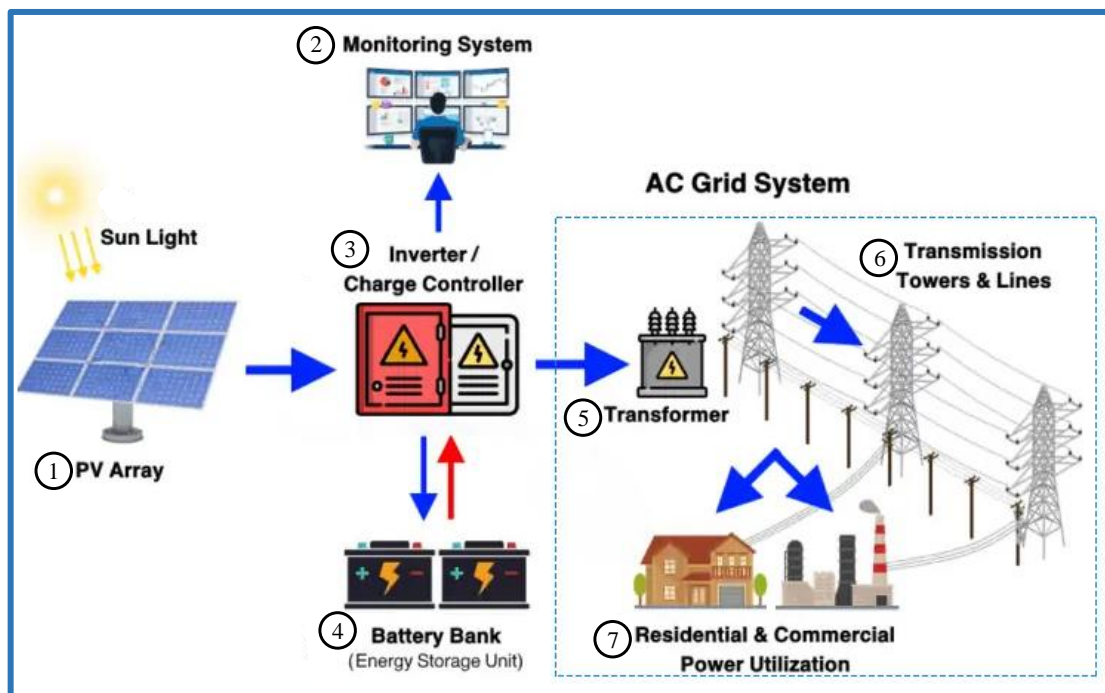 2 Monitoring System
AC Grid System
Sun Light
3 Inverter /
Charge Controller
6 Transmission
Towers & Lines
5 Transformer
1 PV Array
+ - + -
4 Battery Bank
(Energy Storage Unit)
7 Residential & Commercial
Power Utilization